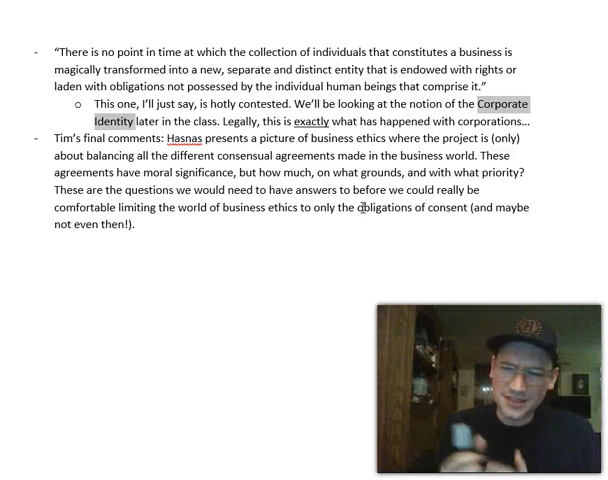 - “There is no point in time at which the collection of individuals that constitutes a business is
magically transformed into a new, separate and distinct entity that is endowed with rights or
laden with obligations not possessed by the individual human beings that comprise it.”
o This one, I’ll just say, is hotly contested. We’ll be looking at the notion of the Corporate
Identity later in the class. Legally, this is exactly what has happened with corporations…
- Tim’s final comments: Hasnas presents a picture of business ethics where the project is (only)
about balancing all the different consensual agreements made in the business world. These
agreements have moral significance, but how much, on what grounds, and with what priority?
These are the questions we would need to have answers to before we could really be
comfortable limiting the world of business ethics to only the obligations of consent (and maybe
not even then!).